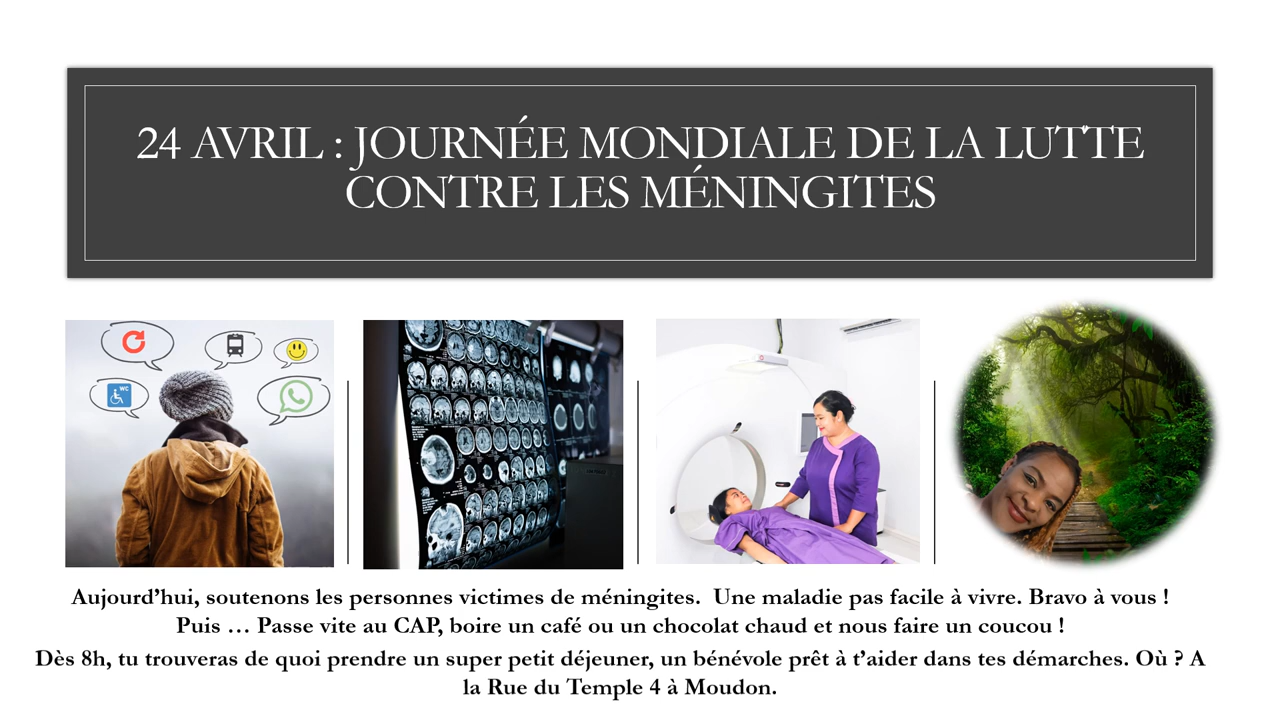 24 AVRIL : JOURNÉE MONDIALE DE LA LUTTE
CONTRE LES MÉNINGITES
WC
Aujourd’hui, soutenons les personnes victimes de méningites.  Une maladie pas facile à vivre. Bravo à vous !
Puis … Passe vite au CAP, boire un café ou un chocolat chaud et nous faire un coucou !
Dès 8h, tu trouveras de quoi prendre un super petit déjeuner, un bénévole prêt à t’aider dans tes démarches. Où ? A
la Rue du Temple 4 à Moudon.